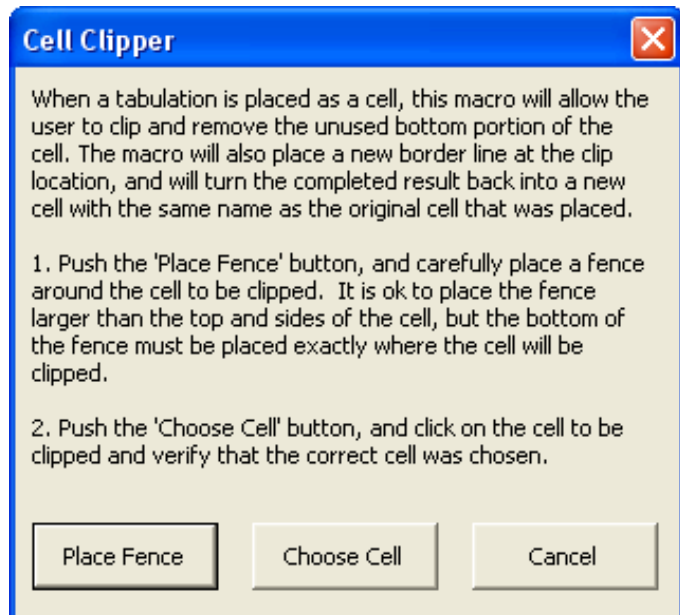 Cell Clipper
When a tabulation is placed as a cell, this macro will allow the
user to clip and remove the unused bottom portion of the
cell. The macro will also place a new border line at the clip
location, and will turn the completed result back into a new
cell with the same name as the original cell that was placed.
1. Push the 'Place Fence' button, and carefully place a fence
around the cell to be clipped.  It is ok to place the fence
larger than the top and sides of the cell, but the bottom of
the fence must be placed exactly where the cell will be
clipped.
2. Push the 'Choose Cell' button, and click on the cell to be
clipped and verify that the correct cell was chosen.
Place Fence Choose Cell Cancel